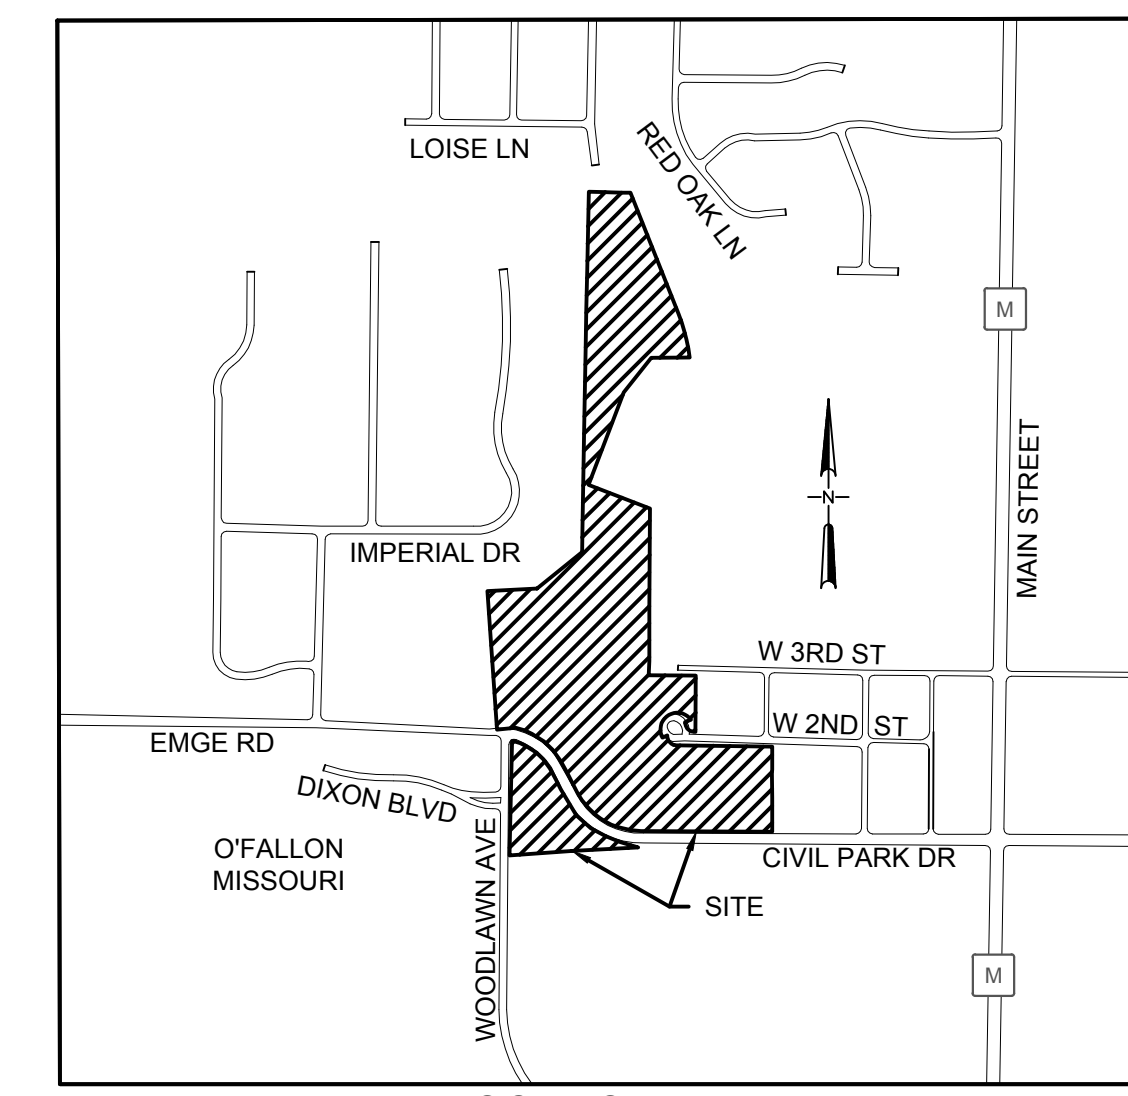 LOISE LN
RED OAK LN
M
MAIN STREET
N
IMPERIAL DR
W 3RD ST
W 2ND ST
EMGE RD
DIXON BLVD
O'FALLON
MISSOURI
WOODLAWN AVE
CIVIL PARK DR
SITE
M